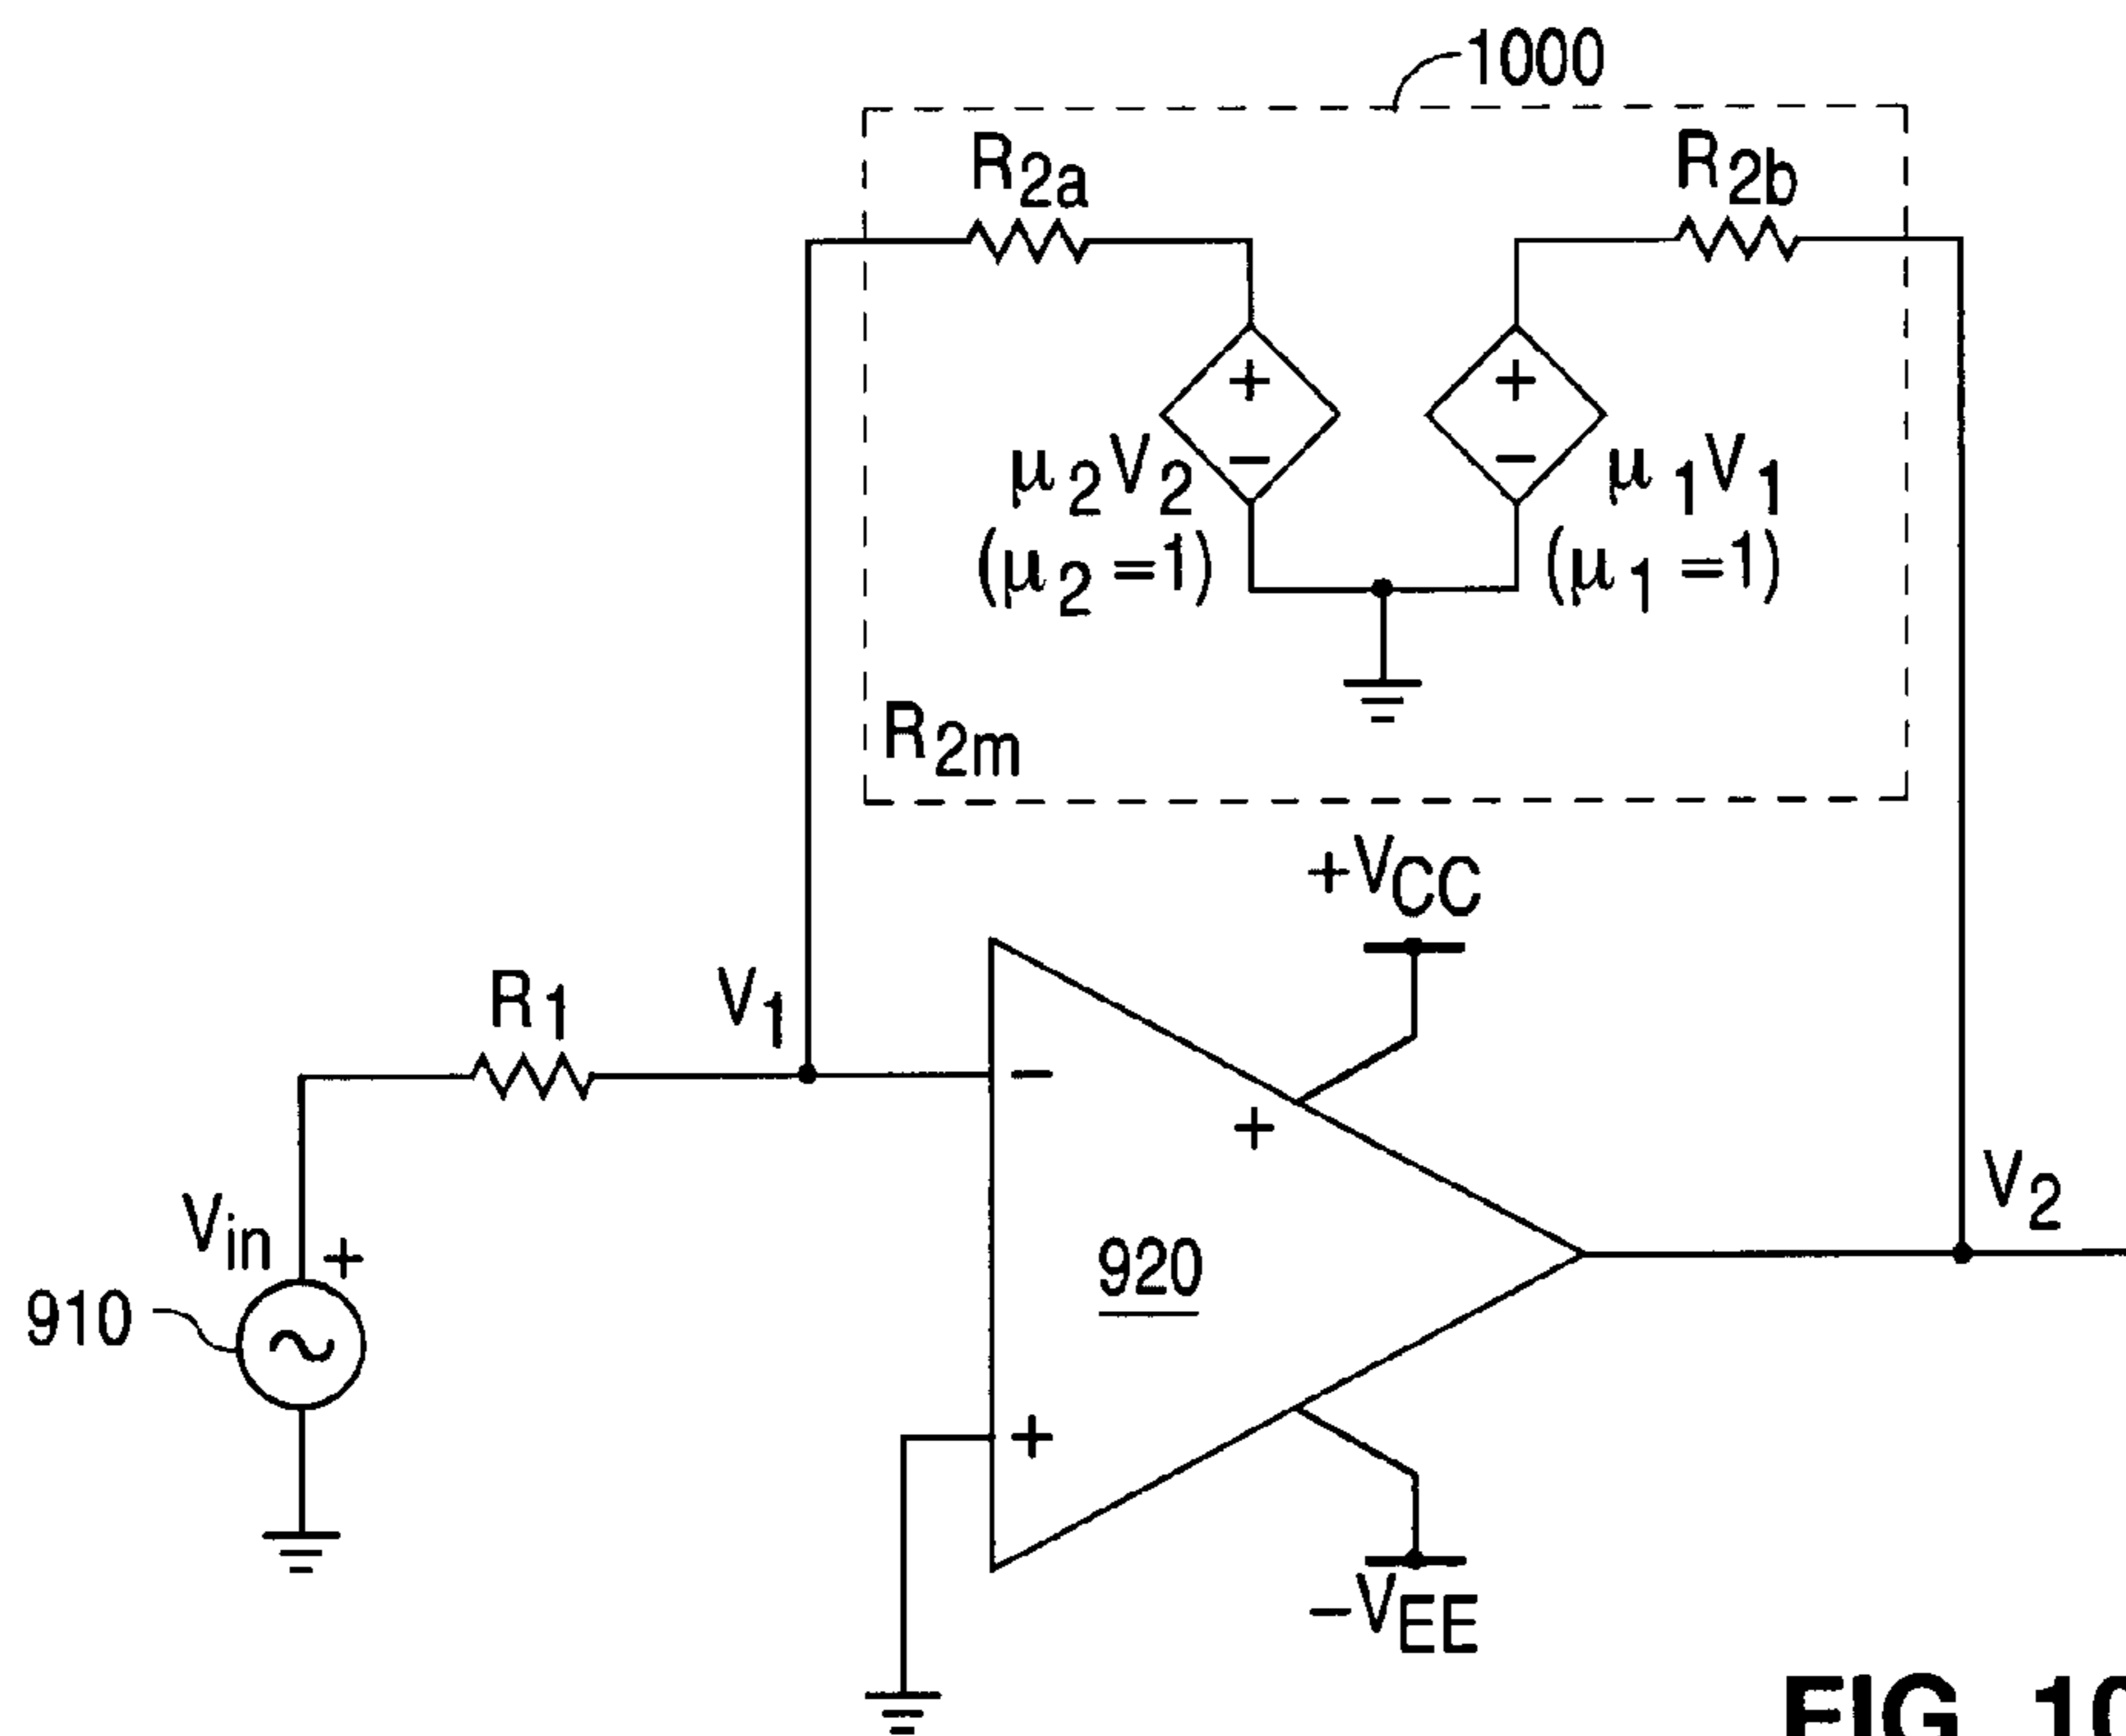 1000
R2a
R2b
+
−
+
−
μ2V2
(μ2=1)
μ1V1
(μ1=1)
R2m
+VCC
R1
V1
−
+
Vin
+
910
920
V2
+
−VEE
FIG. 10